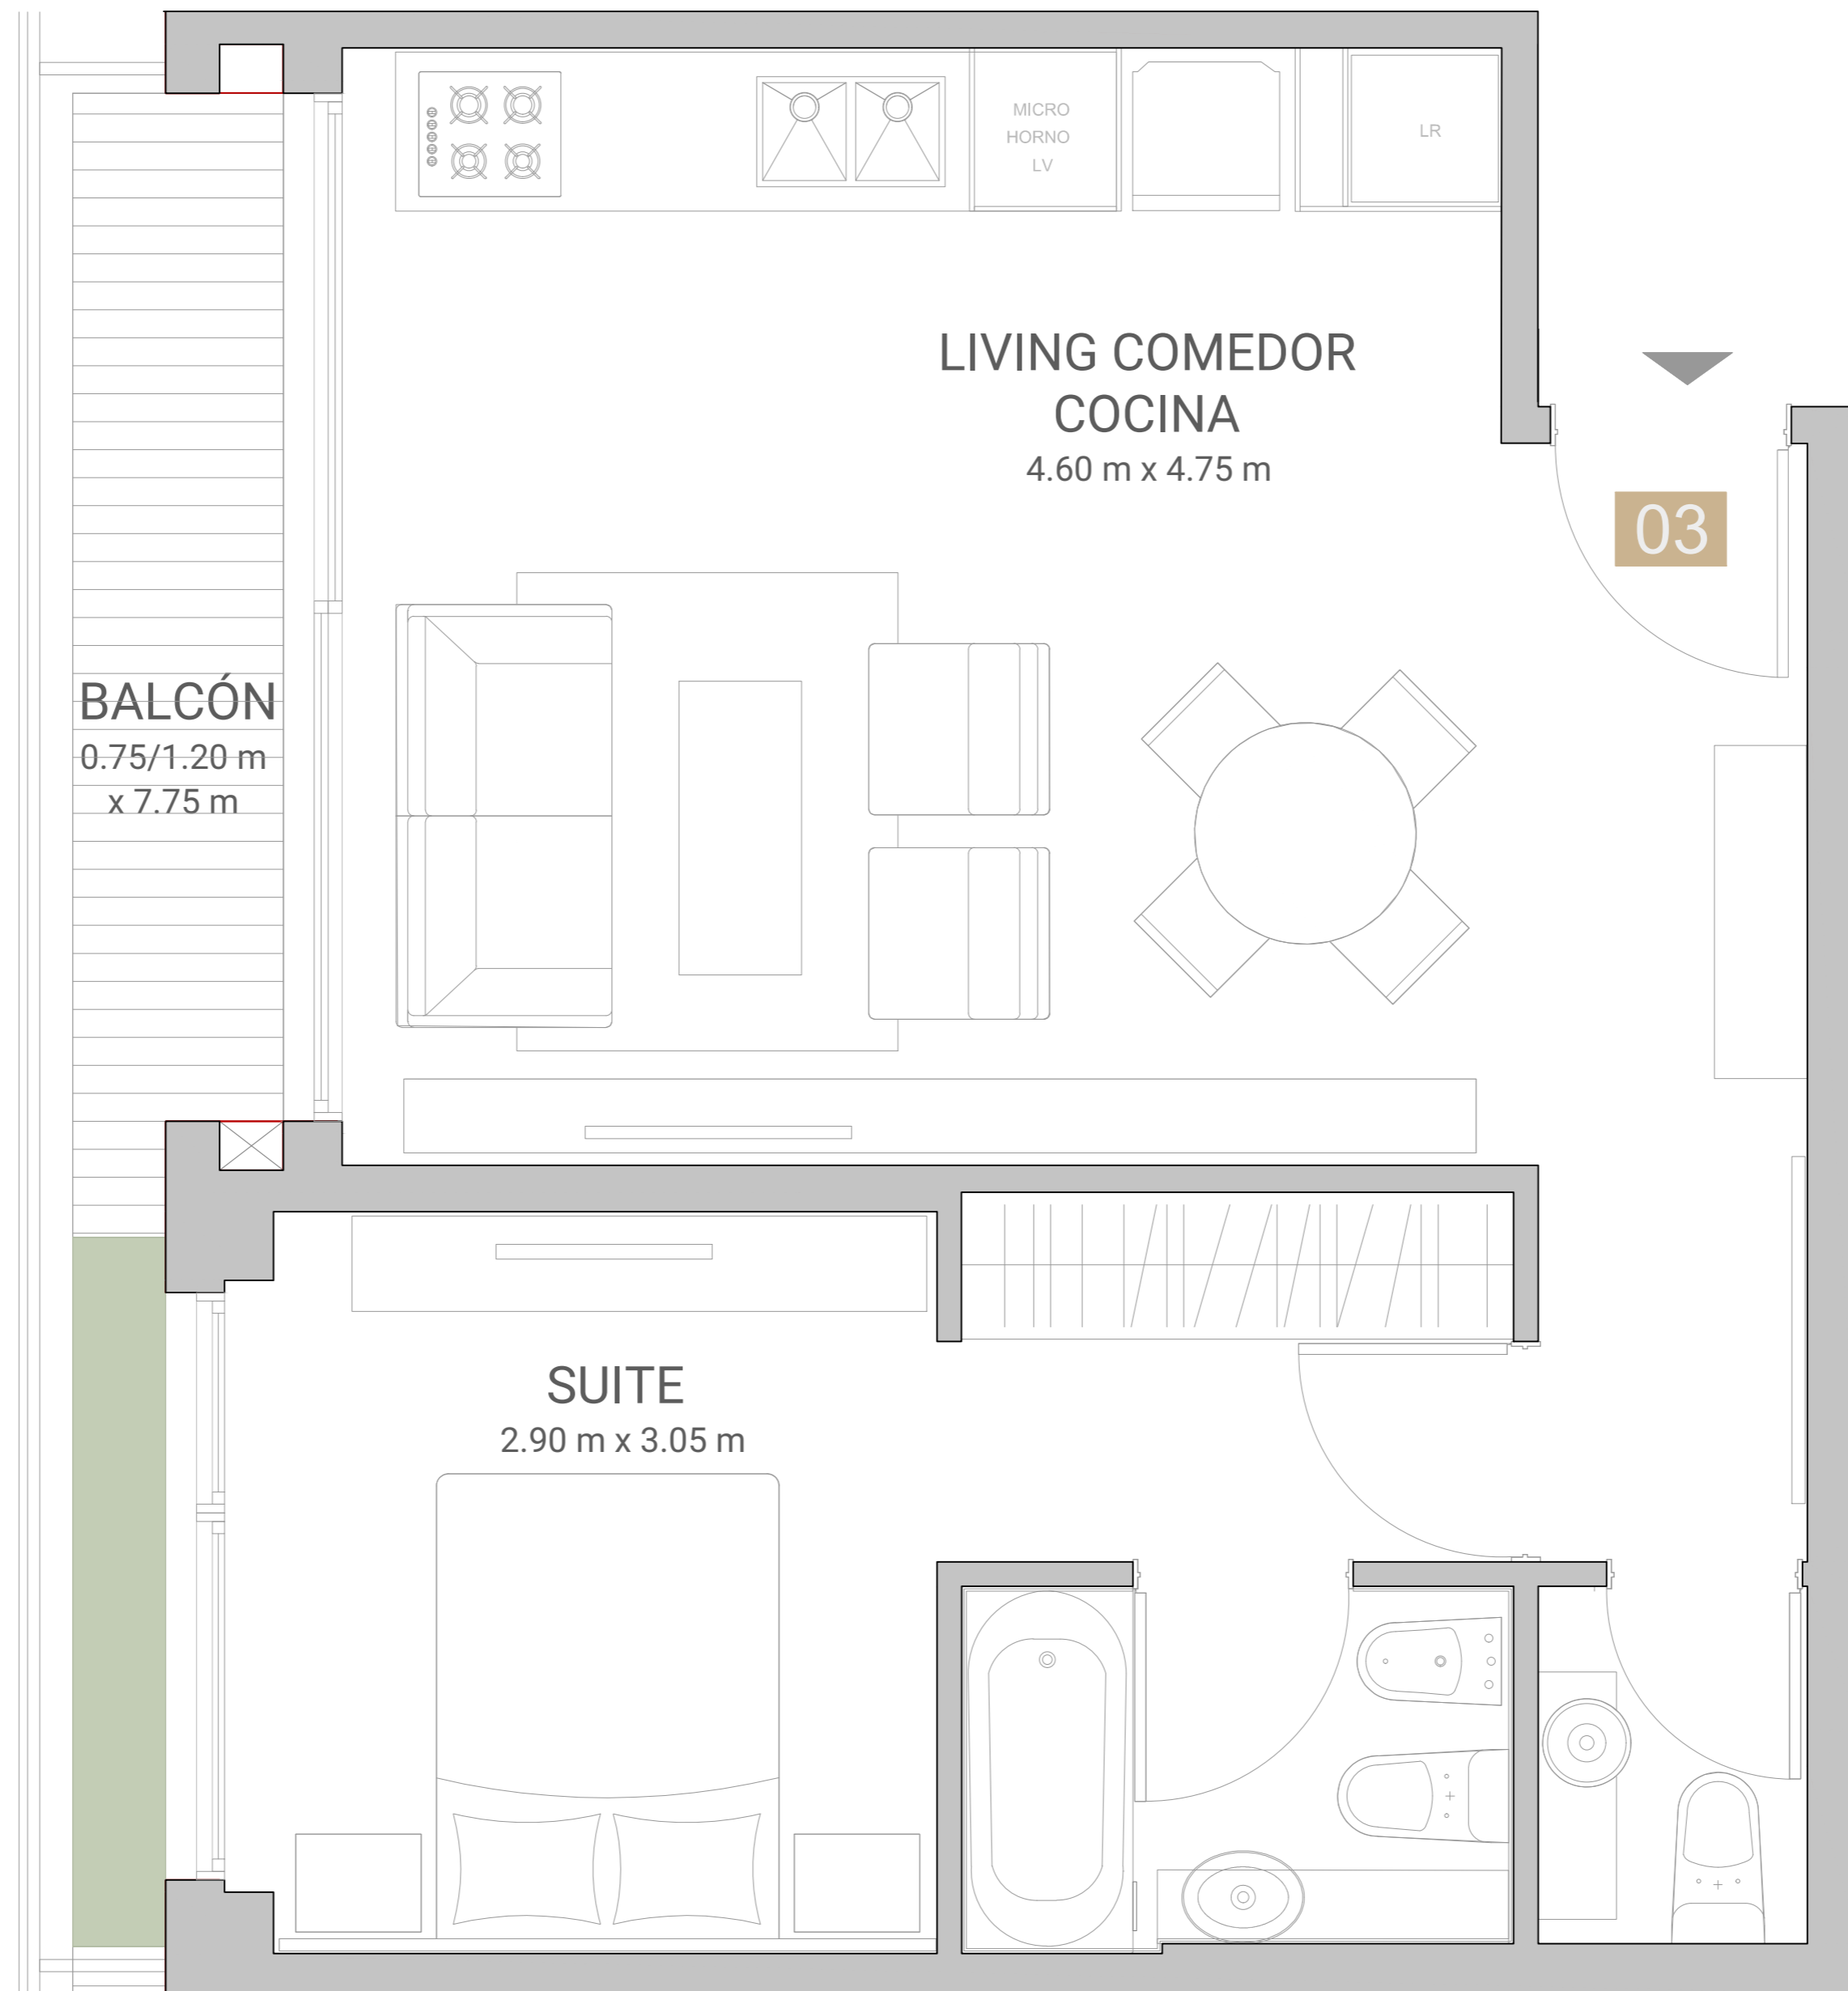 MICRO
HORNO
LV
LR
LIVING COMEDOR
COCINA
4.60 m x 4.75 m
03
BALCÓN
0.75/1.20 m
x 7.75 m
SUITE
2.90 m x 3.05 m